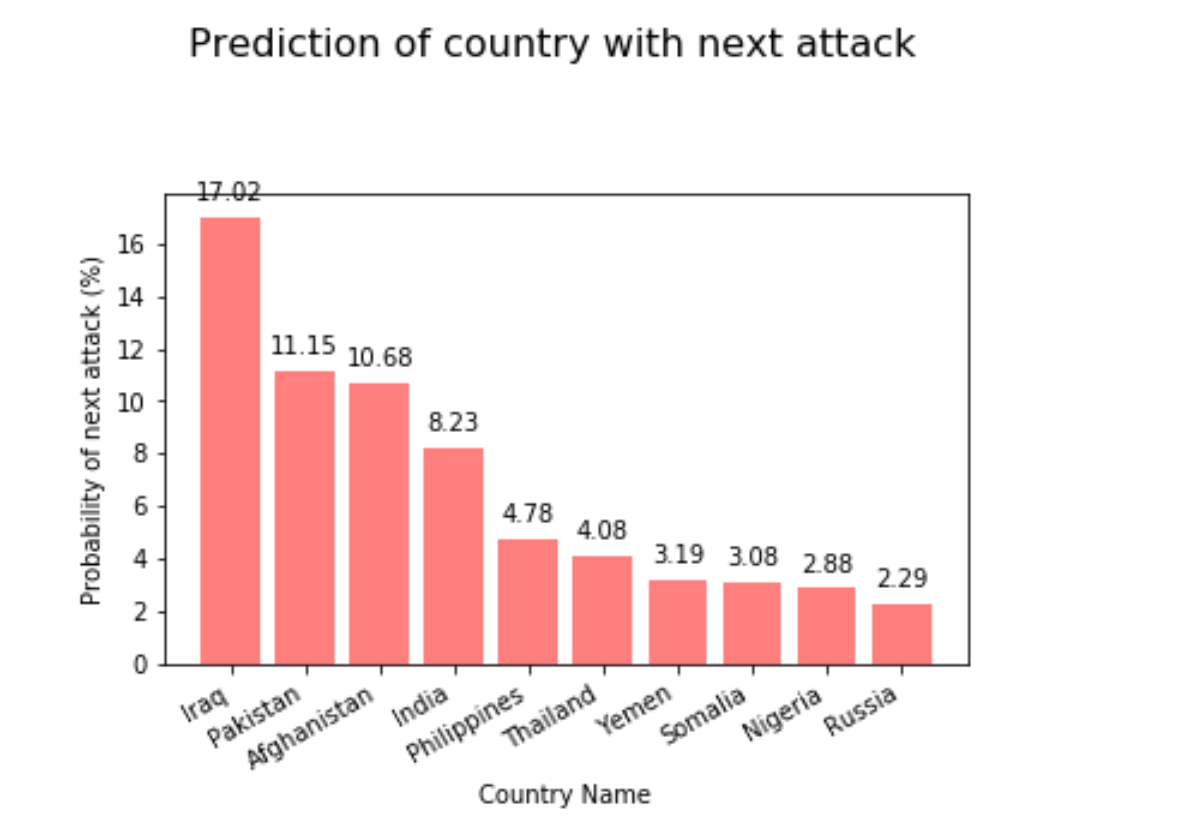 Prediction of country with next attack
17.02
11.15
10.68
8.23
4.78
4.08
3.19
3.08
2.88
2.29
Probability of next attack (%)
16
14
12
10
8
6
4
2
0
Iraq
Pakistan
Afghanistan
India
Philippines
Thailand
Yemen
Somalia
Nigeria
Russia
Country Name